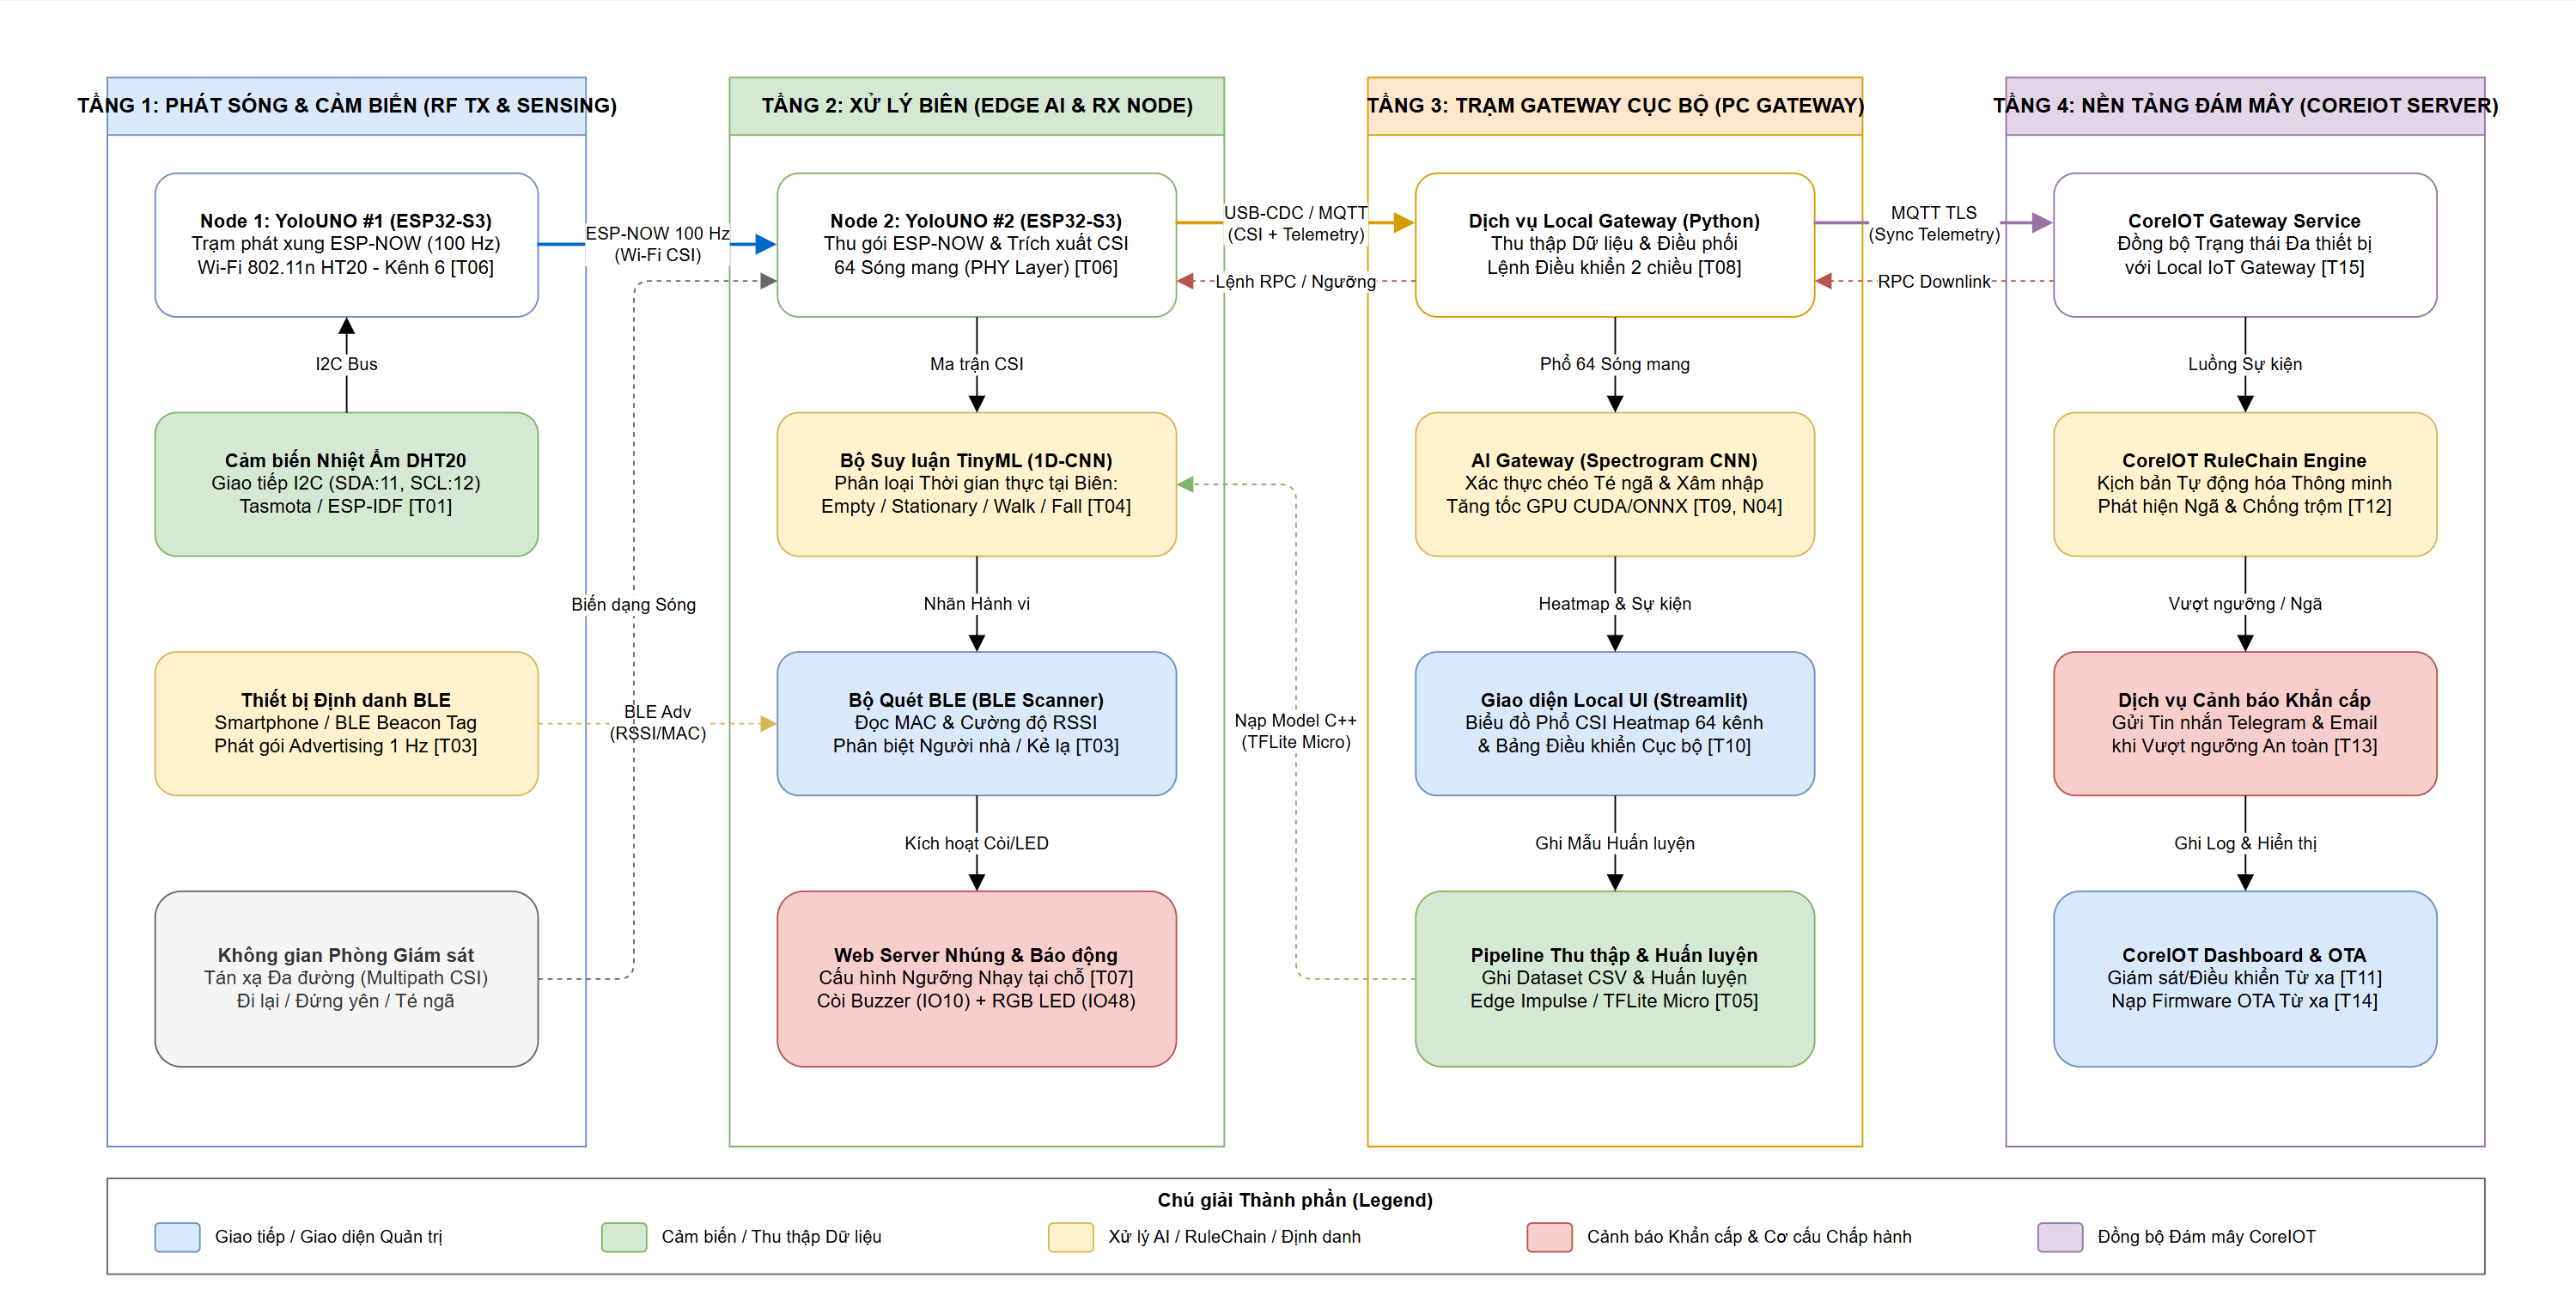 TẦNG 1: PHÁT SÓNG & CẢM BIẾN (RF TX & SENSING)
Node 1: YoloUNO #1 (ESP32-S3)
Trạm phát xung ESP-NOW (100 Hz)
Wi-Fi 802.11n HT20 - Kênh 6 [T06]
I2C Bus
Cảm biến Nhiệt Ẩm DHT20
Giao tiếp I2C (SDA:11, SCL:12)
Tasmota / ESP-IDF [T01]
Thiết bị Định danh BLE
Smartphone / BLE Beacon Tag
Phát gói Advertising 1 Hz [T03]
Không gian Phòng Giám sát
Tán xạ Đa đường (Multipath CSI)
Đi lại / Đứng yên / Té ngã
ESP-NOW 100 Hz
(Wi-Fi CSI)
Biến dạng Sóng
BLE Adv
(RSSI/MAC)
TẦNG 2: XỬ LÝ BIÊN (EDGE AI & RX NODE)
Node 2: YoloUNO #2 (ESP32-S3)
Thu gói ESP-NOW & Trích xuất CSI
64 Sóng mang (PHY Layer) [T06]
Ma trận CSI
Bộ Suy luận TinyML (1D-CNN)
Phân loại Thời gian thực tại Biên:
Empty / Stationary / Walk / Fall [T04]
Nhãn Hành vi
Bộ Quét BLE (BLE Scanner)
Đọc MAC & Cường độ RSSI
Phân biệt Người nhà / Kẻ lạ [T03]
Kích hoạt Còi/LED
Web Server Nhúng & Báo động
Cấu hình Ngưỡng Nhạy tại chỗ [T07]
Còi Buzzer (IO10) + RGB LED (IO48)
USB-CDC / MQTT
(CSI + Telemetry)
Lệnh RPC / Ngưỡng
Nạp Model C++
(TFLite Micro)
TẦNG 3: TRẠM GATEWAY CỤC BỘ (PC GATEWAY)
Dịch vụ Local Gateway (Python)
Thu thập Dữ liệu & Điều phối
Lệnh Điều khiển 2 chiều [T08]
Phổ 64 Sóng mang
AI Gateway (Spectrogram CNN)
Xác thực chéo Té ngã & Xâm nhập
Tăng tốc GPU CUDA/ONNX [T09, N04]
Heatmap & Sự kiện
Giao diện Local UI (Streamlit)
Biểu đồ Phổ CSI Heatmap 64 kênh
& Bảng Điều khiển Cục bộ [T10]
Ghi Mẫu Huấn luyện
Pipeline Thu thập & Huấn luyện
Ghi Dataset CSV & Huấn luyện
Edge Impulse / TFLite Micro [T05]
MQTT TLS
(Sync Telemetry)
RPC Downlink
TẦNG 4: NỀN TẢNG ĐÁM MÂY (COREIOT SERVER)
CoreIOT Gateway Service
Đồng bộ Trạng thái Đa thiết bị
với Local IoT Gateway [T15]
Luồng Sự kiện
CoreIOT RuleChain Engine
Kịch bản Tự động hóa Thông minh
Phát hiện Ngã & Chống trộm [T12]
Vượt ngưỡng / Ngã
Dịch vụ Cảnh báo Khẩn cấp
Gửi Tin nhắn Telegram & Email
khi Vượt ngưỡng An toàn [T13]
Ghi Log & Hiển thị
CoreIOT Dashboard & OTA
Giám sát/Điều khiển Từ xa [T11]
Nạp Firmware OTA Từ xa [T14]
Chú giải Thành phần (Legend)
Giao tiếp / Giao diện Quản trị
Cảm biến / Thu thập Dữ liệu
Xử lý AI / RuleChain / Định danh
Cảnh báo Khẩn cấp & Cơ cấu Chấp hành
Đồng bộ Đám mây CoreIOT